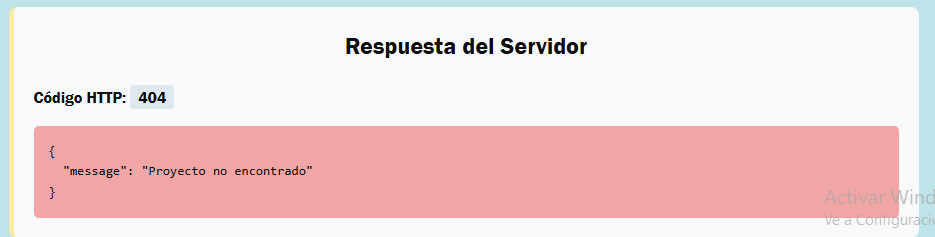 Respuesta del Servidor
Código HTTP: 404
{
"message": "Proyecto no encontrado"
}
Activar Wind
Ve a Configuraci